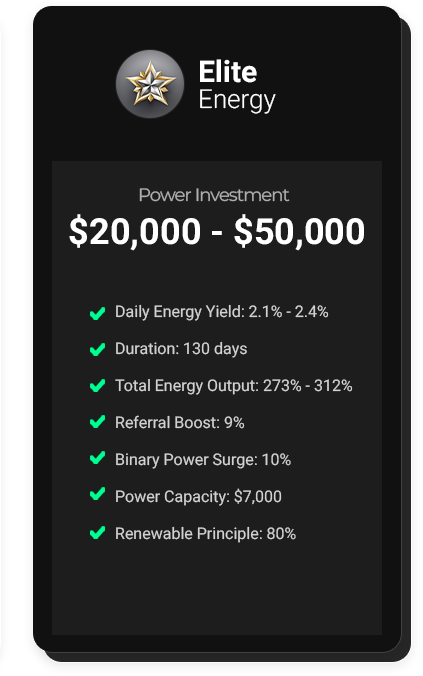 Elite
Energy
Power Investment
$20,000 - $50,000
Daily Energy Yield: 2.1% - 2.4%
Duration: 130 days
Total Energy Output: 273% - 312%
Referral Boost: 9%
Binary Power Surge: 10%
Power Capacity: $7,000
Renewable Principle: 80%